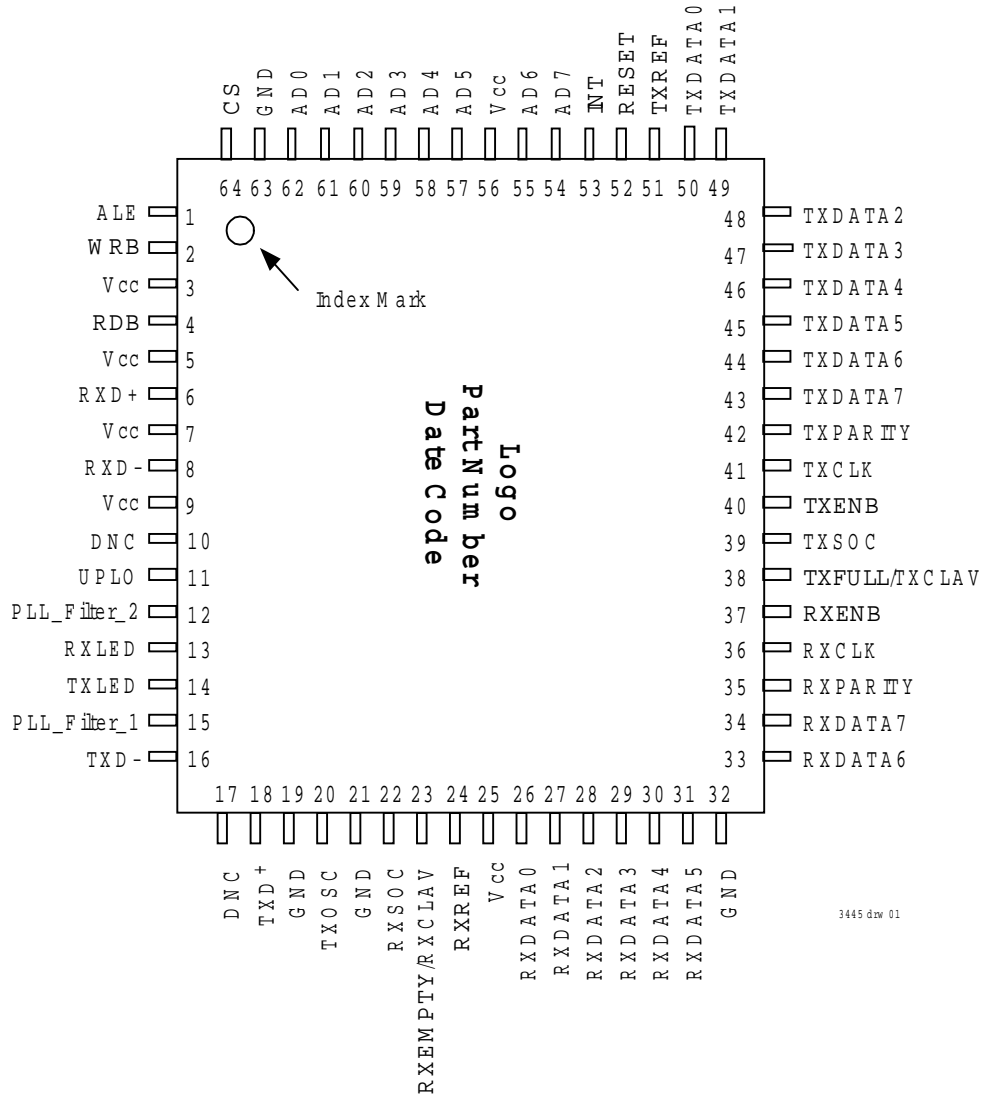 CS
GND
AD0
AD1
AD2
AD3
AD4
AD5
Vcc
AD6
AD7
INT
RESET
TXREF
TXDATA0
TXDATA1
64 63 62 61 60 59 58 57 56 55 54 53 52 51 50 49
ALE 1
WRB 2
Vcc 3
RDB 4
Vcc 5
RXD+ 6
Vcc 7
RXD- 8
Vcc 9
DNC 10
UPLO 11
PLL_Filter_2 12
RXLED 13
TXLED 14
PLL_Filter_1 15
TXD- 16
Index Mark
Logo
Part Number
Date Code
48 TXDATA2
47 TXDATA3
46 TXDATA4
45 TXDATA5
44 TXDATA6
43 TXDATA7
42 TXPARITY
41 TXCLK
40 TXENB
39 TXSOC
38 TXFULL/TXCLAV
37 RXENB
36 RXCLK
35 RXPARITY
34 RXDATA7
33 RXDATA6
17 18 19 20 21 22 23 24 25 26 27 28 29 30 31 32
DNC
TXD+
GND
TXOSC
GND
RXSOC
RXEMPTY/RXCLAV
RXREF
Vcc
RXDATA0
RXDATA1
RXDATA2
RXDATA3
RXDATA4
RXDATA5
GND
3445 drw 01